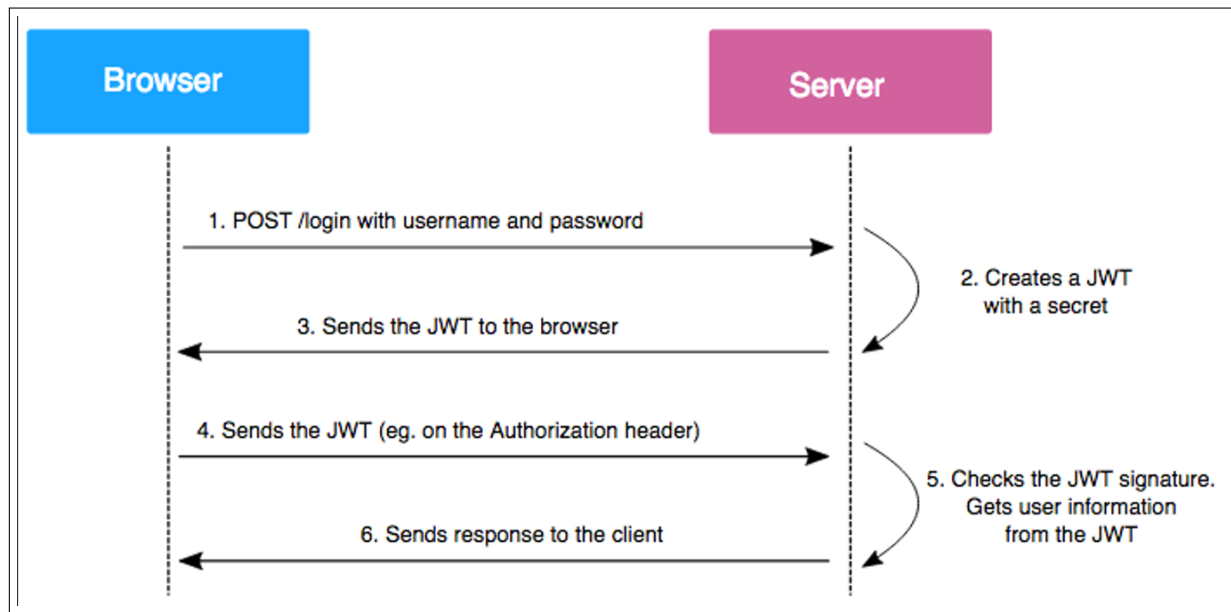 Browser
Server
1. POST /login with username and password
2. Creates a JWT
with a secret
3. Sends the JWT to the browser
4. Sends the JWT (eg. on the Authorization header)
5. Checks the JWT signature.
Gets user information
from the JWT
6. Sends response to the client